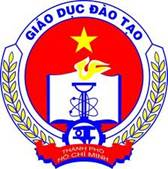 GIÁO DỤC ĐÀO TẠO
THÀNH PHỐ
HỒ CHÍ MINH